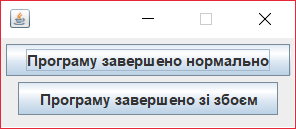 Програму завершено нормально
Програму завершено зі збоєм